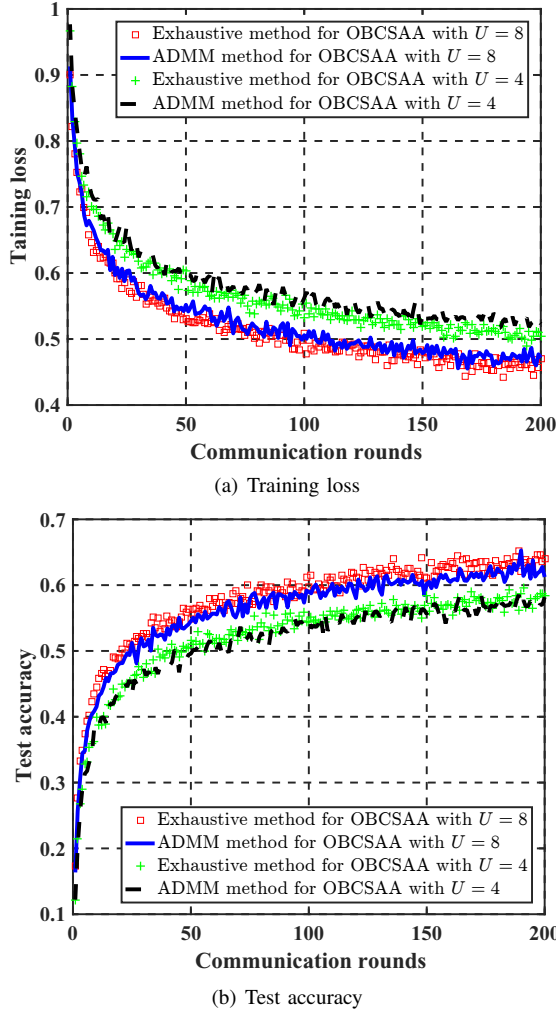 1
Exhaustive method for OBCSAA with U = 8
0.9
ADMM method for OBCSAA with U = 8
Exhaustive method for OBCSAA with U = 4
0.8
ADMM method for OBCSAA with U = 4
Taining loss
0.7
0.6
0.5
0.4
0 50 100 150 200
Communication rounds
(a) Training loss
0.7
0.6
0.5
Test accuracy
0.4
0.3
Exhaustive method for OBCSAA with U = 8
ADMM method for OBCSAA with U = 8
0.2
Exhaustive method for OBCSAA with U = 4
ADMM method for OBCSAA with U = 4
0.1
0 50 100 150 200
Communication rounds
(b) Test accuracy